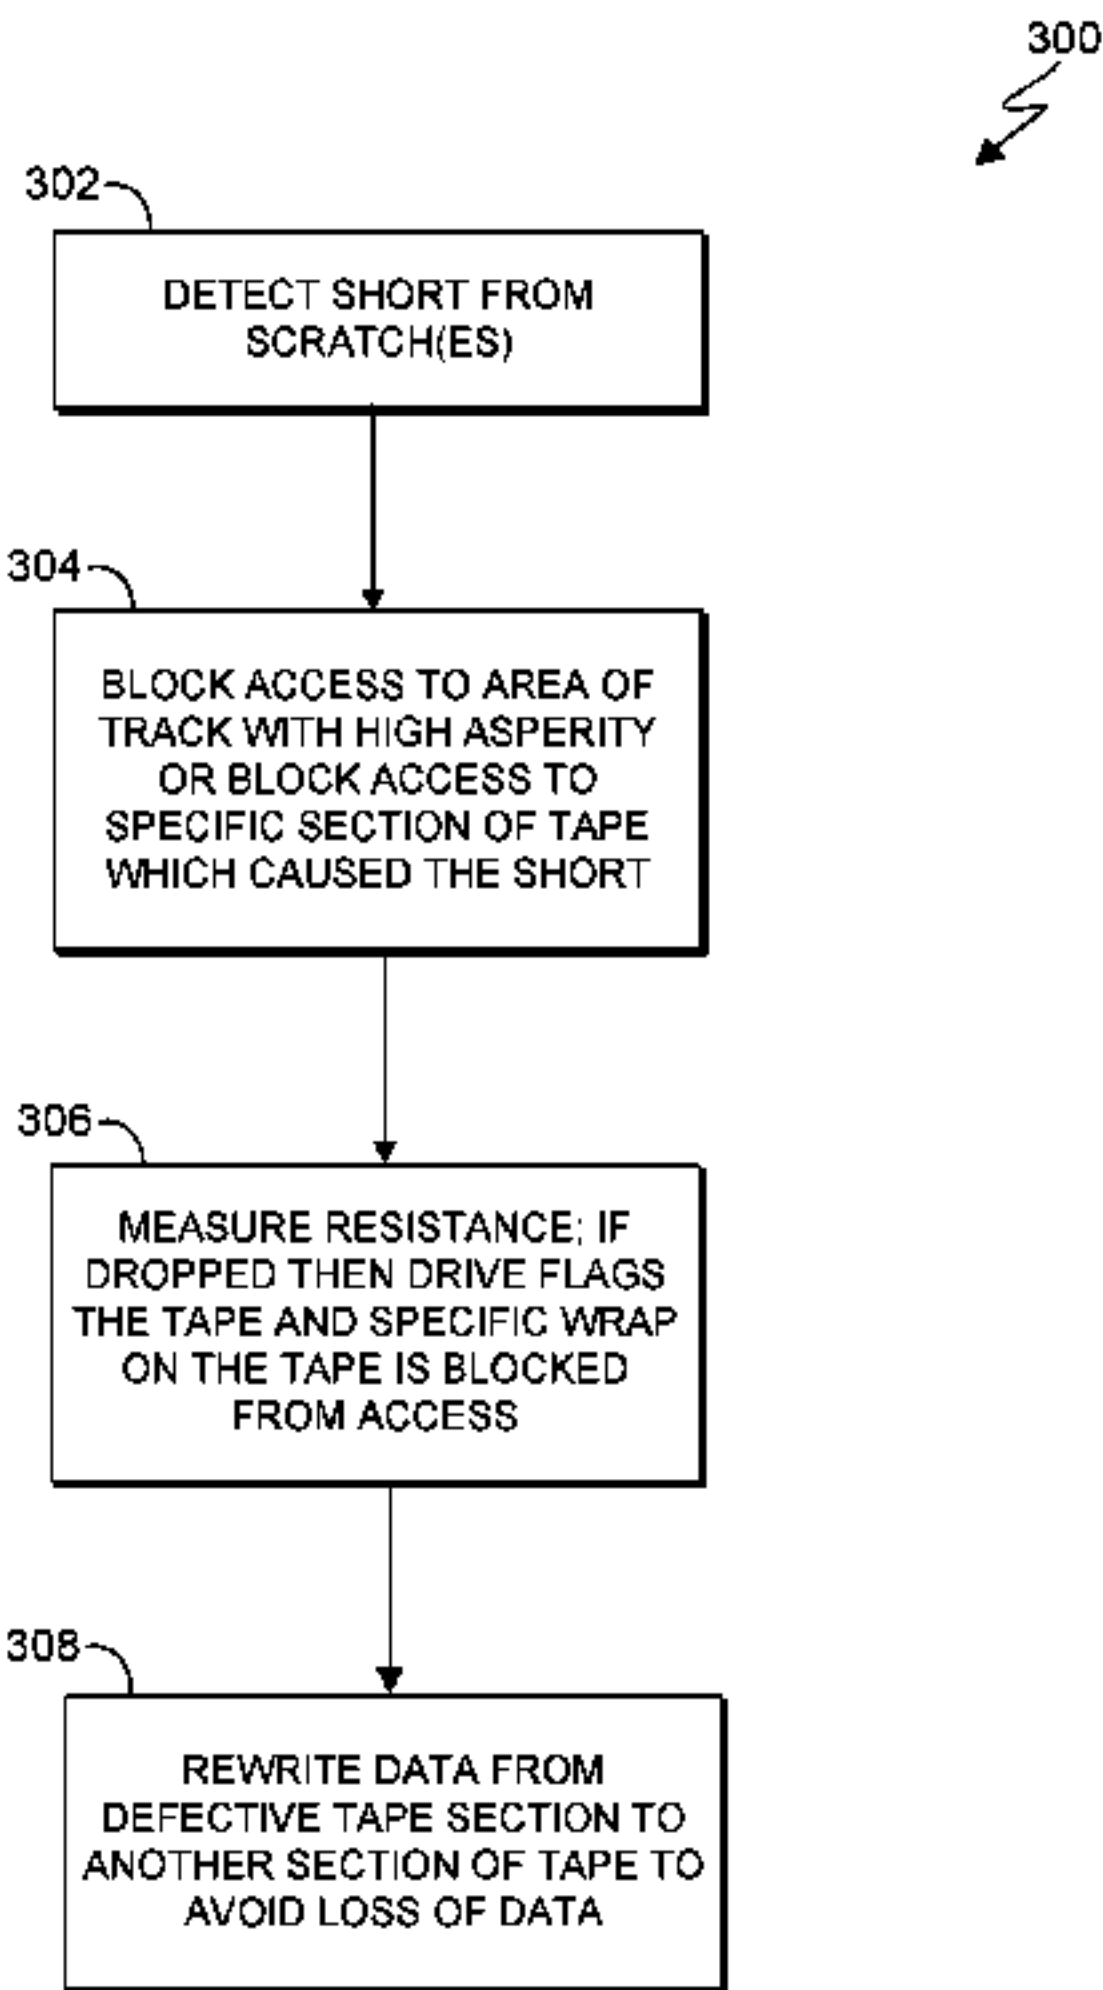 300
302
DETECT SHORT FROM
SCRATCH(ES)
304
BLOCK ACCESS TO AREA OF
TRACK WITH HIGH ASPERITY
OR BLOCK ACCESS TO
SPECIFIC SECTION OF TAPE
WHICH CAUSED THE SHORT
306
MEASURE RESISTANCE; IF
DROPPED THEN DRIVE FLAGS
THE TAPE AND SPECIFIC WRAP
ON THE TAPE IS BLOCKED
FROM ACCESS
308
REWRITE DATA FROM
DEFECTIVE TAPE SECTION TO
ANOTHER SECTION OF TAPE TO
AVOID LOSS OF DATA